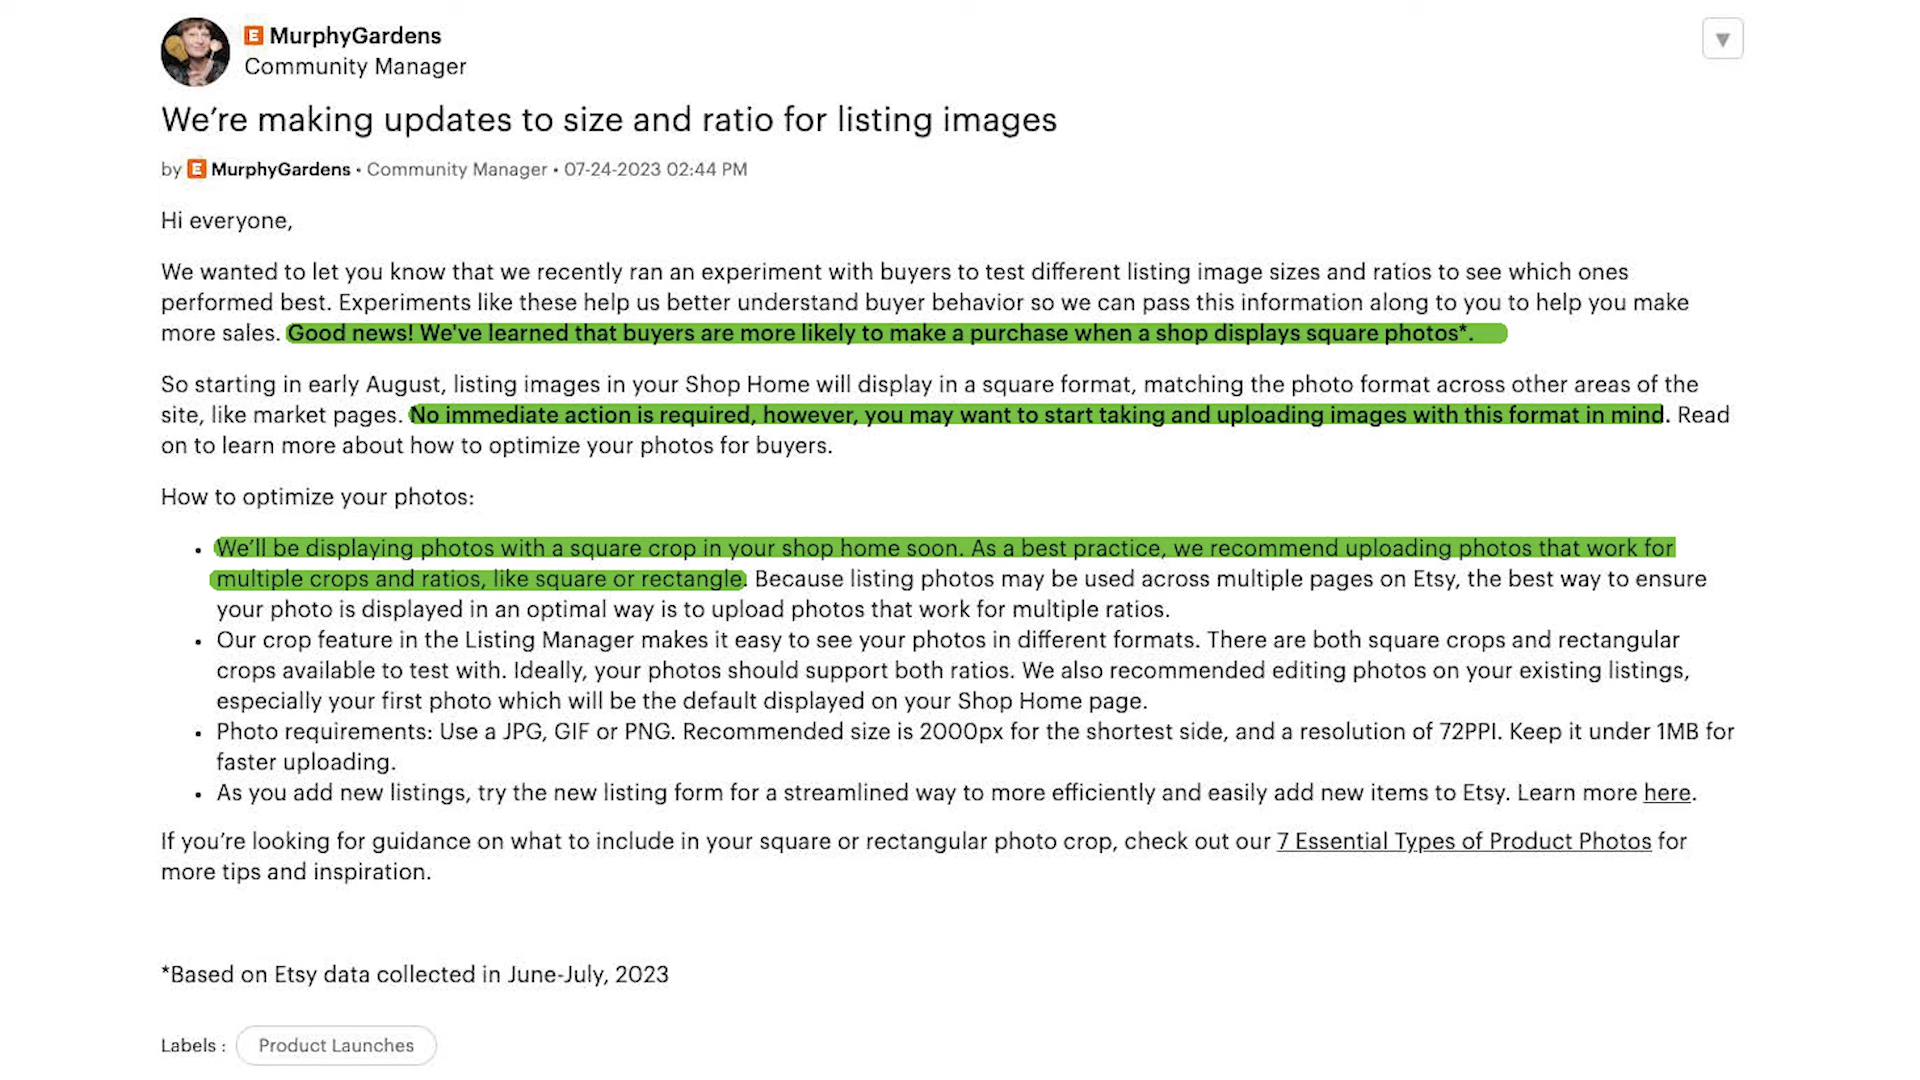 E MurphyGardens
Community Manager
▼
We’re making updates to size and ratio for listing images
by E MurphyGardens • Community Manager • 07-24-2023 02:44 PM
Hi everyone,
We wanted to let you know that we recently ran an experiment with buyers to test different listing image sizes and ratios to see which ones
performed best. Experiments like these help us better understand buyer behavior so we can pass this information along to you to help you make
more sales. Good news! We've learned that buyers are more likely to make a purchase when a shop displays square photos*.
So starting in early August, listing images in your Shop Home will display in a square format, matching the photo format across other areas of the
site, like market pages. No immediate action is required, however, you may want to start taking and uploading images with this format in mind. Read
on to learn more about how to optimize your photos for buyers.
How to optimize your photos:
• We’ll be displaying photos with a square crop in your shop home soon. As a best practice, we recommend uploading photos that work for
multiple crops and ratios, like square or rectangle. Because listing photos may be used across multiple pages on Etsy, the best way to ensure
your photo is displayed in an optimal way is to upload photos that work for multiple ratios.
• Our crop feature in the Listing Manager makes it easy to see your photos in different formats. There are both square crops and rectangular
crops available to test with. Ideally, your photos should support both ratios. We also recommended editing photos on your existing listings,
especially your first photo which will be the default displayed on your Shop Home page.
• Photo requirements: Use a JPG, GIF or PNG. Recommended size is 2000px for the shortest side, and a resolution of 72PPI. Keep it under 1MB for
faster uploading.
• As you add new listings, try the new listing form for a streamlined way to more efficiently and easily add new items to Etsy. Learn more here.
If you’re looking for guidance on what to include in your square or rectangular photo crop, check out our 7 Essential Types of Product Photos for
more tips and inspiration.
*Based on Etsy data collected in June-July, 2023
Labels : Product Launches